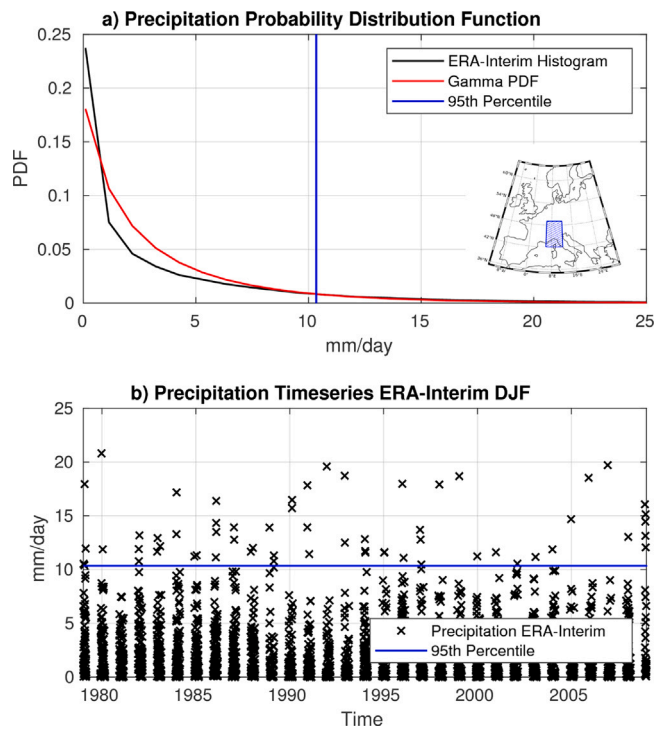 a) Precipitation Probability Distribution Function
0.25
0.2
0.15
0.1
0.05
0
PDF
ERA-Interim Histogram
Gamma PDF
95th Percentile
0
5
10
15
20
25
mm/day
b) Precipitation Timeseries ERA-Interim DJF
25
20
15
10
5
0
mm/day
Precipitation ERA-Interim
95th Percentile
1980
1985
1990
1995
2000
2005
Time